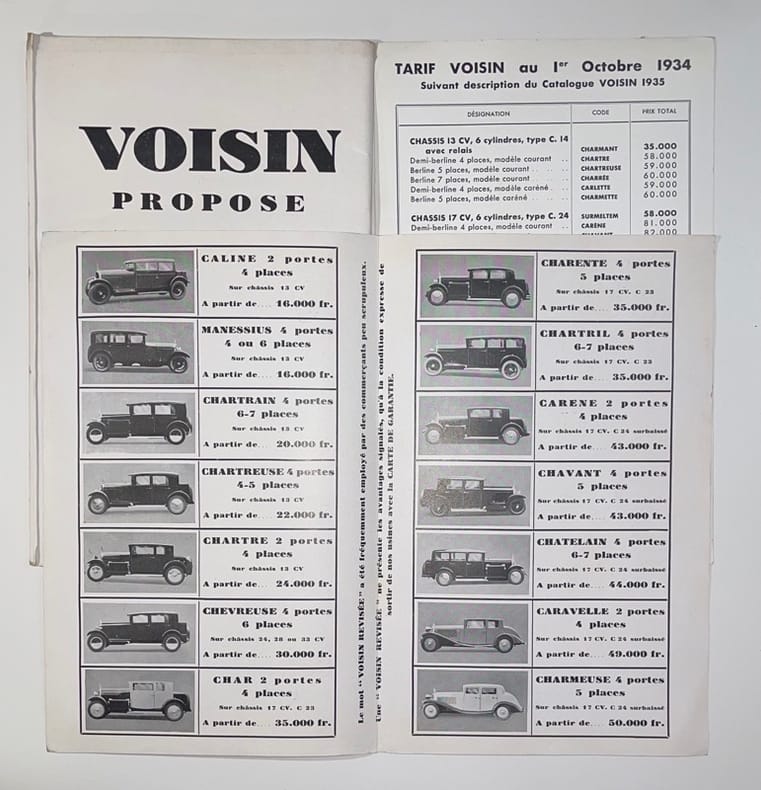 VOISIN
PROPOSE
TARIF VOISIN au 1er Octobre 1934
Suivant description du Catalogue VOISIN 1935
DÉSIGNATION CODE PRIX TOTAL
CHASSIS 13 CV, 6 cylindres, type C. 14
avec relais CHARMANT 35.000
Demi-berline 4 places, modèle courant .. CHARTRE 58.000
Berline 5 places, modèle courant CHARTREUSE 59.000
Berline 7 places, modèle courant CHARRÉE 60.000
Demi-berline 4 places, modèle caréné CARLETTE 59.000
Berline 5 places, modèle caréné CHARMETTE 60.000
CHASSIS 17 CV, 6 cylindres, type C. 24 SURMELTEM 58.000
Demi-berline 4 places, modèle courant CARÈNE 81.000
CHAVANT 82.000
CALINE 2 portes
4 places
Sur châssis 13 CV
A partir de.... 16.000 fr.
MANESSIUS 4 portes
4 ou 6 places
Sur châssis 13 CV
A partir de.... 16.000 fr.
CHARTRAIN 4 portes
6-7 places
Sur châssis 13 CV
A partir de.... 20.000 fr.
CHARTREUSE 4 portes
4-5 places
Sur châssis 13 CV
A partir de.... 22.000 fr.
CHARTRE 2 portes
4 places
Sur châssis 13 CV
A partir de.... 24.000 fr.
CHEVREUSE 4 portes
6 places
Sur châssis 24, 28 ou 33 CV
A partir de.... 30.000 fr.
CHAR 2 portes
4 places
Sur châssis 17 CV. C 23
A partir de.... 35.000 fr.
Le mot " VOISIN REVISÉE " a été fréquemment employé par des commerçants peu scrupuleux.
Une " VOISIN REVISÉE " ne présente les avantages signalés, qu'à la condition expresse de
sortir de nos usines avec la CARTE DE GARANTIE.
CHARENTE 4 portes
5 places
Sur châssis 17 CV. C 23
A partir de.... 35.000 fr.
CHARTRIL 4 portes
6-7 places
Sur châssis 17 CV. C 23
A partir de.... 35.000 fr.
CARENE 2 portes
4 places
Sur châssis 17 CV. C 24 surbaissé
A partir de.... 43.000 fr.
CHAVANT 4 portes
5 places
Sur châssis 17 CV. C 24 surbaissé
A partir de.... 43.000 fr.
CHATELAIN 4 portes
6-7 places
Sur châssis 17 CV. C 24 surbaissé
A partir de.... 44.000 fr.
CARAVELLE 2 portes
4 places
Sur châssis 17 CV. C 24 surbaissé
A partir de.... 49.000 fr.
CHARMEUSE 4 portes
5 places
Sur châssis 17 CV. C 24 surbaissé
A partir de.... 50.000 fr.